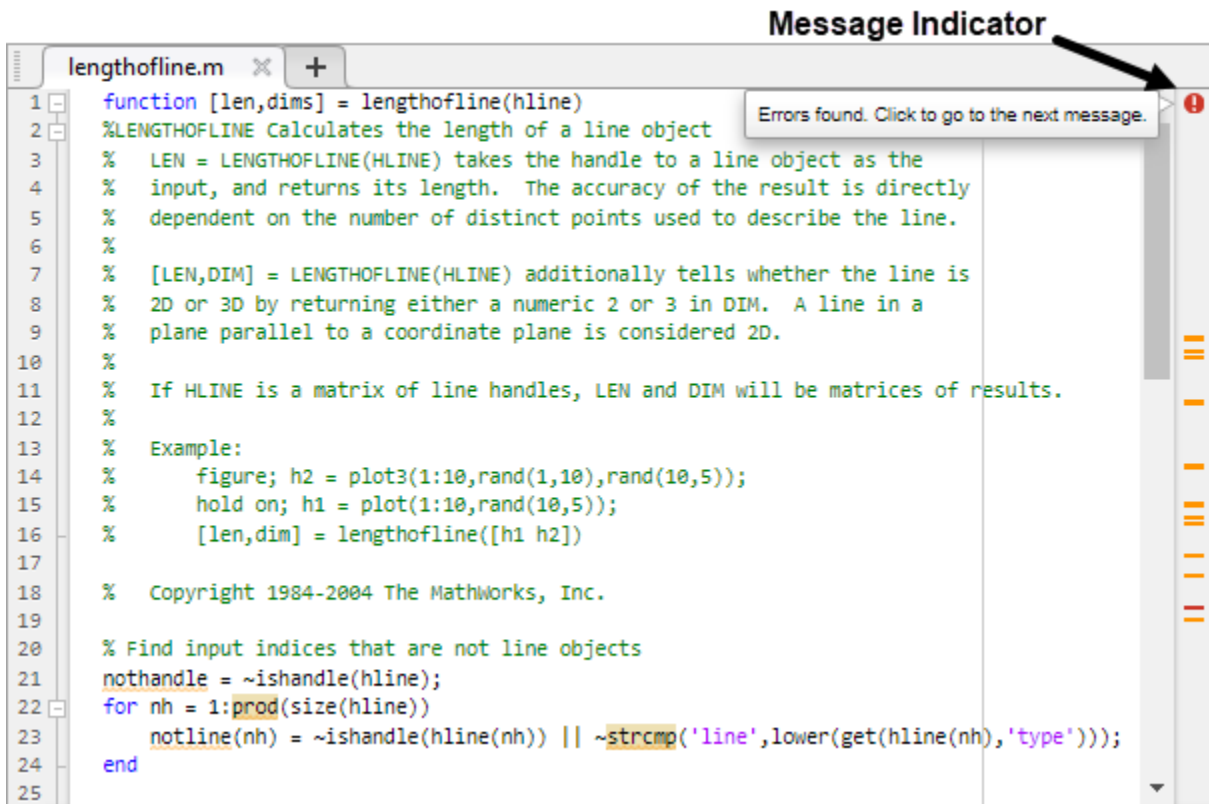 Message Indicator
lengthofline.m
Errors found. Click to go to the next message.
1 function [len,dims] = lengthofline(hline)
2 %LENGTHOFLINE Calculates the length of a line object
3 %   LEN = LENGTHOFLINE(HLINE) takes the handle to a line object as the
4 %   input, and returns its length.  The accuracy of the result is directly
5 %   dependent on the number of distinct points used to describe the line.
6 %
7 %   [LEN,DIM] = LENGTHOFLINE(HLINE) additionally tells whether the line is
8 %   2D or 3D by returning either a numeric 2 or 3 in DIM.  A line in a
9 %   plane parallel to a coordinate plane is considered 2D.
10 %
11 %   If HLINE is a matrix of line handles, LEN and DIM will be matrices of results.
12 %
13 %   Example:
14 %       figure; h2 = plot3(1:10,rand(1,10),rand(10,5));
15 %       hold on; h1 = plot(1:10,rand(10,5));
16 %       [len,dim] = lengthofline([h1 h2])
17
18 %   Copyright 1984-2004 The MathWorks, Inc.
19
20 % Find input indices that are not line objects
21 nothandle = ~ishandle(hline);
22 for nh = 1:prod(size(hline))
23     notline(nh) = ~ishandle(hline(nh)) || ~strcmp('line',lower(get(hline(nh),'type')));
24 end
25